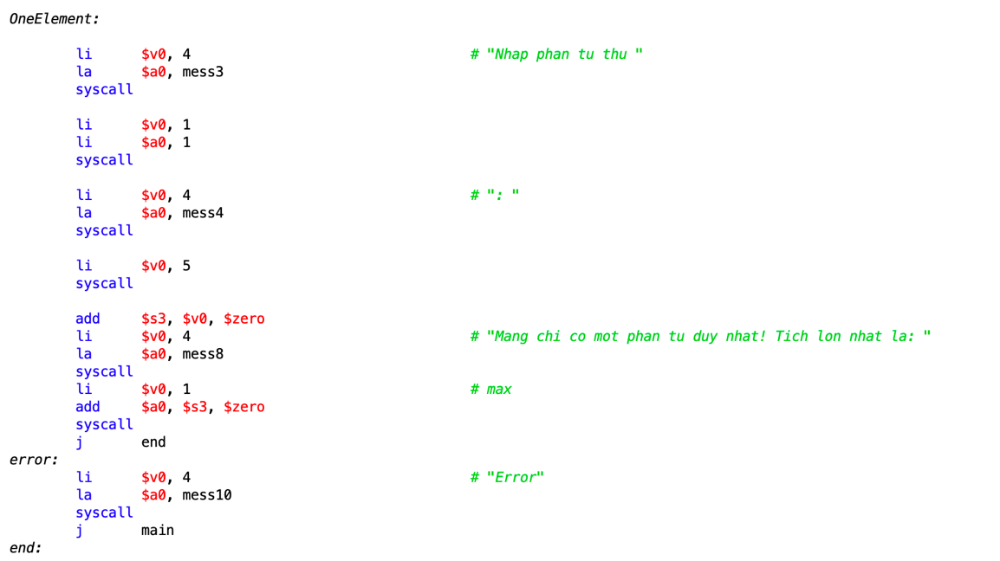 OneElement:
li $v0, 4 # "Nhap phan tu thu "
la $a0, mess3
syscall
li $v0, 1
li $a0, 1
syscall
li $v0, 4 # ": "
la $a0, mess4
syscall
li $v0, 5
syscall
add $s3, $v0, $zero
li $v0, 4 # "Mang chi co mot phan tu duy nhat! Tich lon nhat la: "
la $a0, mess8
syscall
li $v0, 1 # max
add $a0, $s3, $zero
syscall
j end
error:
li $v0, 4 # "Error"
la $a0, mess10
syscall
j main
end: